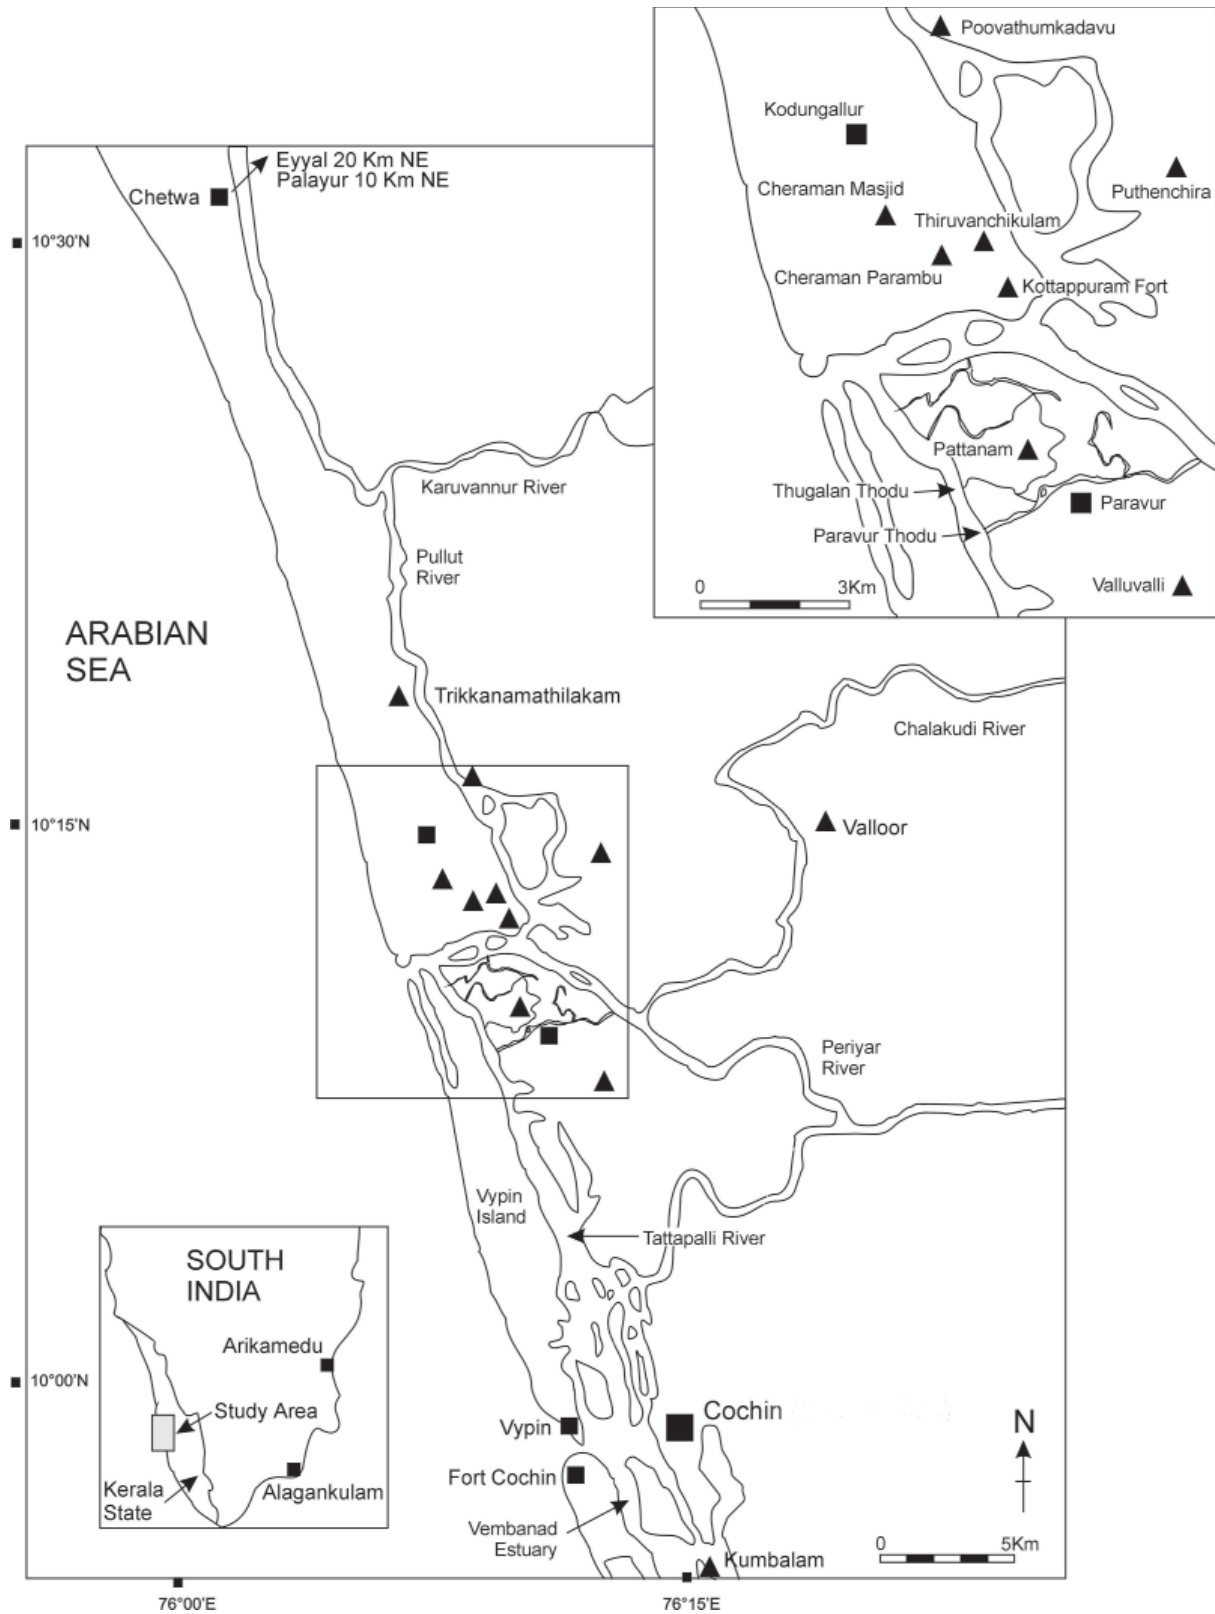 Poovathumkadavu
Kodungallur
Cheraman Masjid
Puthenchira
Thiruvanchikulam
Cheraman Parambu
Kottappuram Fort
Pattanam
Thugalan Thodu
Paravur
Paravur Thodu
Valluvalli
0 3Km
Eyyal 20 Km NE
Palayur 10 Km NE
Chetwa
10°30'N
Karuvannur River
Pullut
River
ARABIAN
SEA
Trikkanamathilakam
Chalakudi River
10°15'N
Valloor
Periyar
River
Vypin
Island
Tattapalli River
SOUTH
INDIA
Arikamedu
Study Area
Kerala
State
Alagankulam
10°00'N
Cochin
Vypin
N
Fort Cochin
Vembanad
Estuary
0 5Km
Kumbalam
76°00'E
76°15'E